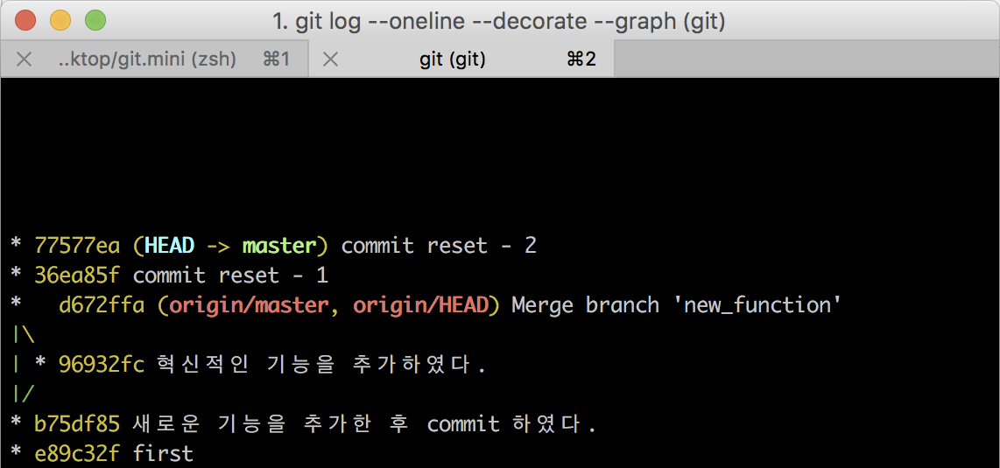 1. git log --oneline --decorate --graph (git)
..ktop/git.mini (zsh) ⌘1 git (git) ⌘2
* 77577ea (HEAD -> master) commit reset - 2
* 36ea85f commit reset - 1
*   d672ffa (origin/master, origin/HEAD) Merge branch 'new_function'
|\
| * 96932fc 혁신적인 기능을 추가하였다.
|/
* b75df85 새로운 기능을 추가한 후 commit 하였다.
* e89c32f first